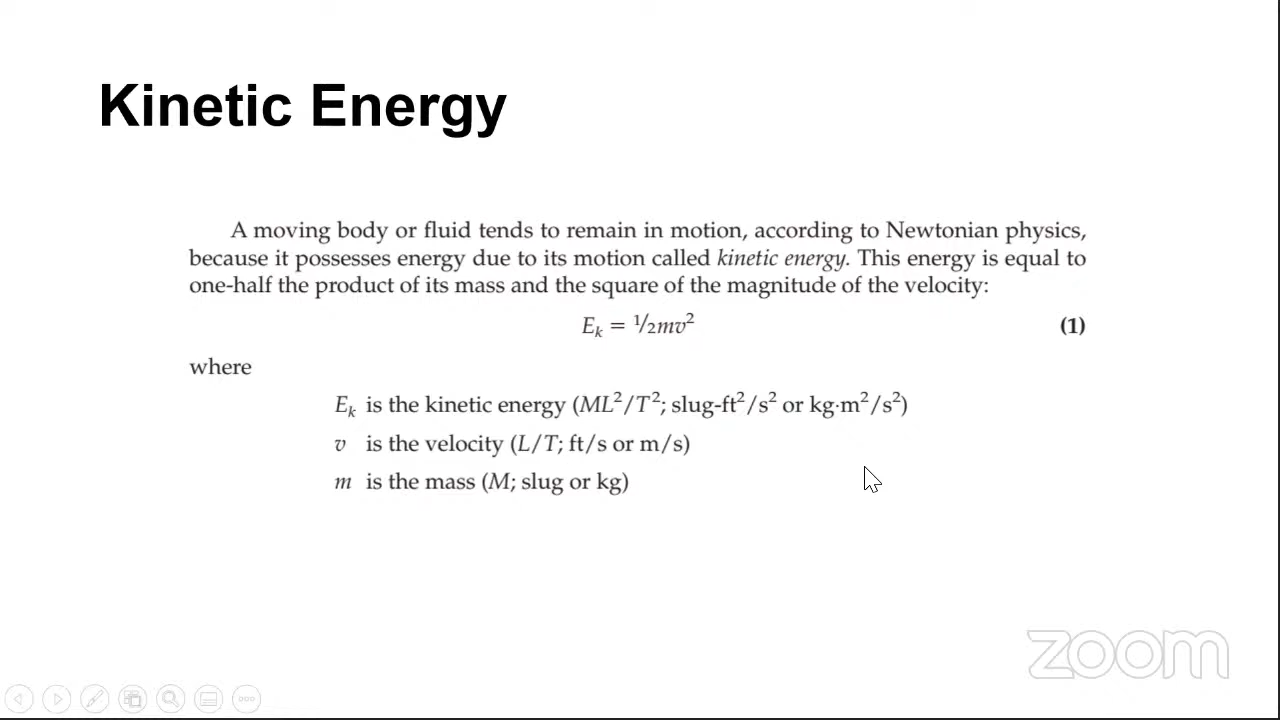 Kinetic Energy
A moving body or fluid tends to remain in motion, according to Newtonian physics,
because it possesses energy due to its motion called kinetic energy. This energy is equal to
one-half the product of its mass and the square of the magnitude of the velocity:
Eₖ = ½mv² (1)
where
Eₖ is the kinetic energy (ML²/T²; slug-ft²/s² or kg·m²/s²)
v is the velocity (L/T; ft/s or m/s)
m is the mass (M; slug or kg)
zoom